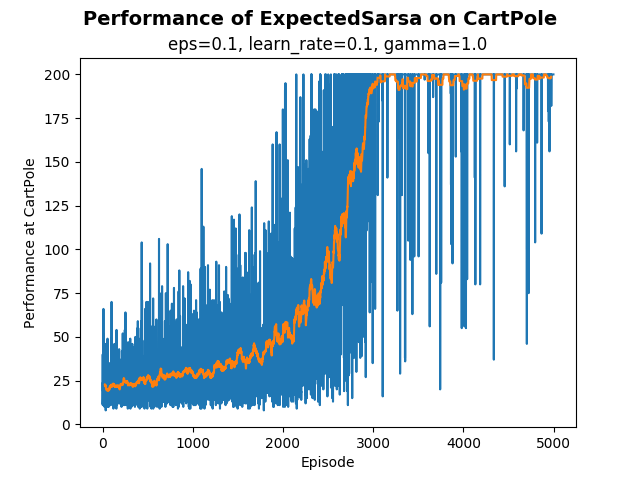 Performance of ExpectedSarsa on CartPole
eps=0.1, learn_rate=0.1, gamma=1.0
Performance at CartPole
200
175
150
125
100
75
50
25
0
0 1000 2000 3000 4000 5000
Episode